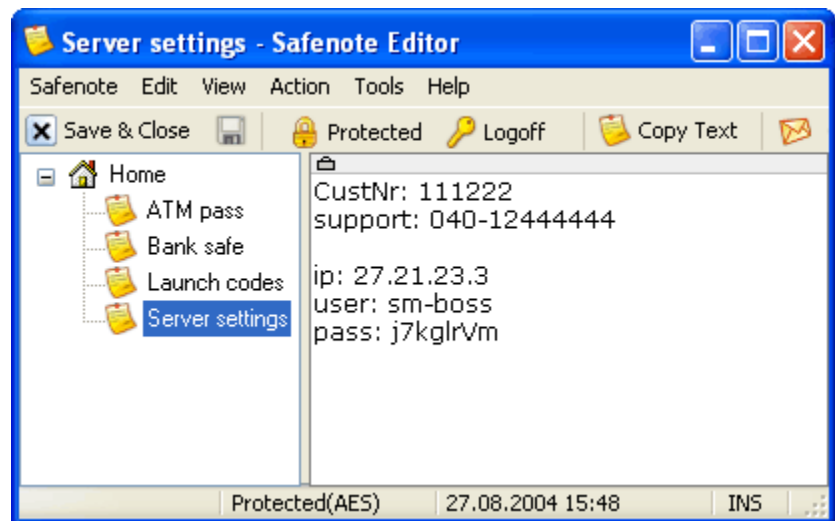 Server settings - Safenote Editor
Safenote Edit View Action Tools Help
Save & Close Protected Logoff Copy Text
Home
ATM pass
Bank safe
Launch codes
Server settings
CustNr: 111222
support: 040-12444444
ip: 27.21.23.3
user: sm-boss
pass: j7kglrVm
Protected(AES) 27.08.2004 15:48 INS